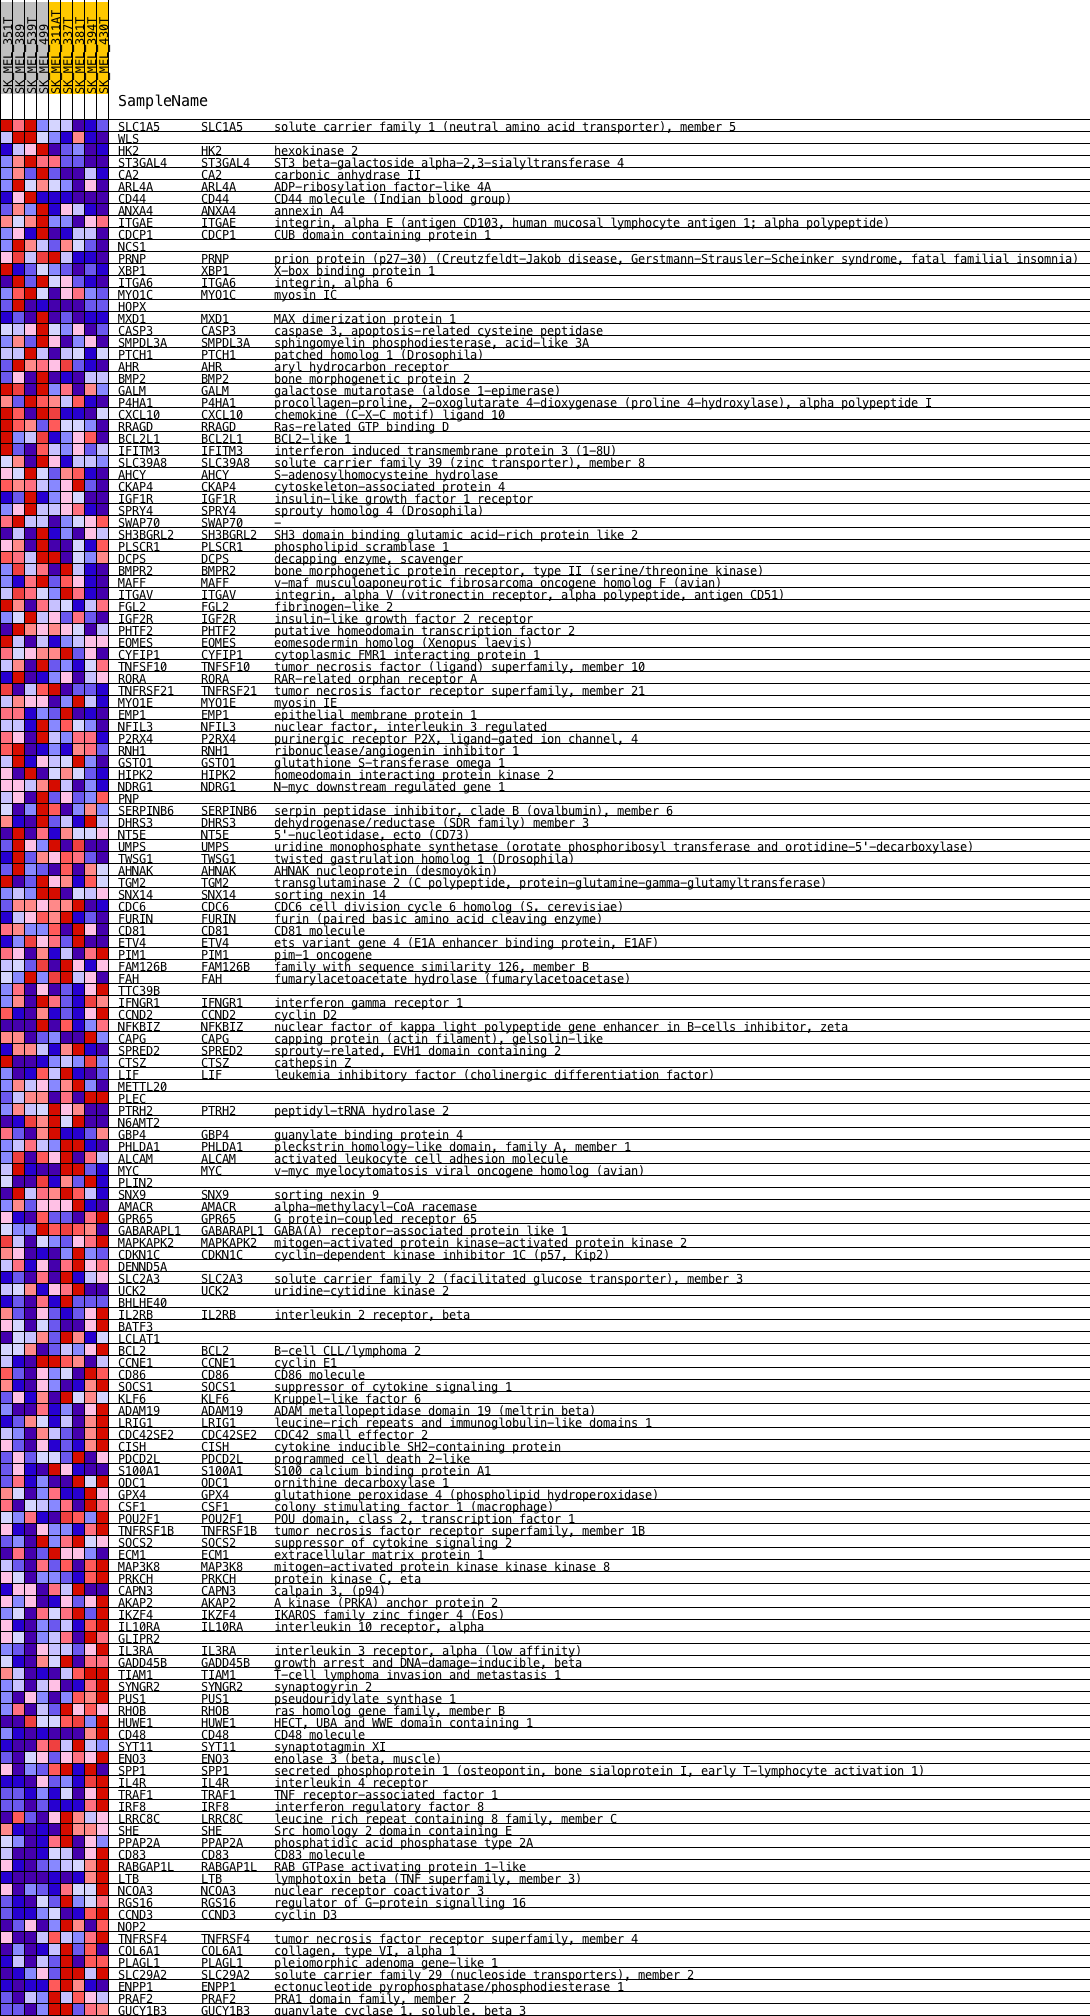 SK_MEL_351T
SK_MEL_389
SK_MEL_539T
SK_MEL_499
SK_MEL_311AT
SK_MEL_337T
SK_MEL_381T
SK_MEL_394T
SK_MEL_430T
SampleName
SLC1A5 SLC1A5 solute carrier family 1 (neutral amino acid transporter), member 5
WLS
HK2 HK2 hexokinase 2
ST3GAL4 ST3GAL4 ST3 beta-galactoside alpha-2,3-sialyltransferase 4
CA2 CA2 carbonic anhydrase II
ARL4A ARL4A ADP-ribosylation factor-like 4A
CD44 CD44 CD44 molecule (Indian blood group)
ANXA4 ANXA4 annexin A4
ITGAE ITGAE integrin, alpha E (antigen CD103, human mucosal lymphocyte antigen 1; alpha polypeptide)
CDCP1 CDCP1 CUB domain containing protein 1
NCS1
PRNP PRNP prion protein (p27-30) (Creutzfeldt-Jakob disease, Gerstmann-Strausler-Scheinker syndrome, fatal familial insomnia)
XBP1 XBP1 X-box binding protein 1
ITGA6 ITGA6 integrin, alpha 6
MYO1C MYO1C myosin IC
HOPX
MXD1 MXD1 MAX dimerization protein 1
CASP3 CASP3 caspase 3, apoptosis-related cysteine peptidase
SMPDL3A SMPDL3A sphingomyelin phosphodiesterase, acid-like 3A
PTCH1 PTCH1 patched homolog 1 (Drosophila)
AHR AHR aryl hydrocarbon receptor
BMP2 BMP2 bone morphogenetic protein 2
GALM GALM galactose mutarotase (aldose 1-epimerase)
P4HA1 P4HA1 procollagen-proline, 2-oxoglutarate 4-dioxygenase (proline 4-hydroxylase), alpha polypeptide I
CXCL10 CXCL10 chemokine (C-X-C motif) ligand 10
RRAGD RRAGD Ras-related GTP binding D
BCL2L1 BCL2L1 BCL2-like 1
IFITM3 IFITM3 interferon induced transmembrane protein 3 (1-8U)
SLC39A8 SLC39A8 solute carrier family 39 (zinc transporter), member 8
AHCY AHCY S-adenosylhomocysteine hydrolase
CKAP4 CKAP4 cytoskeleton-associated protein 4
IGF1R IGF1R insulin-like growth factor 1 receptor
SPRY4 SPRY4 sprouty homolog 4 (Drosophila)
SWAP70 SWAP70 -
SH3BGRL2 SH3BGRL2 SH3 domain binding glutamic acid-rich protein like 2
PLSCR1 PLSCR1 phospholipid scramblase 1
DCPS DCPS decapping enzyme, scavenger
BMPR2 BMPR2 bone morphogenetic protein receptor, type II (serine/threonine kinase)
MAFF MAFF v-maf musculoaponeurotic fibrosarcoma oncogene homolog F (avian)
ITGAV ITGAV integrin, alpha V (vitronectin receptor, alpha polypeptide, antigen CD51)
FGL2 FGL2 fibrinogen-like 2
IGF2R IGF2R insulin-like growth factor 2 receptor
PHTF2 PHTF2 putative homeodomain transcription factor 2
EOMES EOMES eomesodermin homolog (Xenopus laevis)
CYFIP1 CYFIP1 cytoplasmic FMR1 interacting protein 1
TNFSF10 TNFSF10 tumor necrosis factor (ligand) superfamily, member 10
RORA RORA RAR-related orphan receptor A
TNFRSF21 TNFRSF21 tumor necrosis factor receptor superfamily, member 21
MYO1E MYO1E myosin IE
EMP1 EMP1 epithelial membrane protein 1
NFIL3 NFIL3 nuclear factor, interleukin 3 regulated
P2RX4 P2RX4 purinergic receptor P2X, ligand-gated ion channel, 4
RNH1 RNH1 ribonuclease/angiogenin inhibitor 1
GSTO1 GSTO1 glutathione S-transferase omega 1
HIPK2 HIPK2 homeodomain interacting protein kinase 2
NDRG1 NDRG1 N-myc downstream regulated gene 1
PNP
SERPINB6 SERPINB6 serpin peptidase inhibitor, clade B (ovalbumin), member 6
DHRS3 DHRS3 dehydrogenase/reductase (SDR family) member 3
NT5E NT5E 5'-nucleotidase, ecto (CD73)
UMPS UMPS uridine monophosphate synthetase (orotate phosphoribosyl transferase and orotidine-5'-decarboxylase)
TWSG1 TWSG1 twisted gastrulation homolog 1 (Drosophila)
AHNAK AHNAK AHNAK nucleoprotein (desmoyokin)
TGM2 TGM2 transglutaminase 2 (C polypeptide, protein-glutamine-gamma-glutamyltransferase)
SNX14 SNX14 sorting nexin 14
CDC6 CDC6 CDC6 cell division cycle 6 homolog (S. cerevisiae)
FURIN FURIN furin (paired basic amino acid cleaving enzyme)
CD81 CD81 CD81 molecule
ETV4 ETV4 ets variant gene 4 (E1A enhancer binding protein, E1AF)
PIM1 PIM1 pim-1 oncogene
FAM126B FAM126B family with sequence similarity 126, member B
FAH FAH fumarylacetoacetate hydrolase (fumarylacetoacetase)
TTC39B
IFNGR1 IFNGR1 interferon gamma receptor 1
CCND2 CCND2 cyclin D2
NFKBIZ NFKBIZ nuclear factor of kappa light polypeptide gene enhancer in B-cells inhibitor, zeta
CAPG CAPG capping protein (actin filament), gelsolin-like
SPRED2 SPRED2 sprouty-related, EVH1 domain containing 2
CTSZ CTSZ cathepsin Z
LIF LIF leukemia inhibitory factor (cholinergic differentiation factor)
METTL20
PLEC
PTRH2 PTRH2 peptidyl-tRNA hydrolase 2
N6AMT2
GBP4 GBP4 guanylate binding protein 4
PHLDA1 PHLDA1 pleckstrin homology-like domain, family A, member 1
ALCAM ALCAM activated leukocyte cell adhesion molecule
MYC MYC v-myc myelocytomatosis viral oncogene homolog (avian)
PLIN2
SNX9 SNX9 sorting nexin 9
AMACR AMACR alpha-methylacyl-CoA racemase
GPR65 GPR65 G protein-coupled receptor 65
GABARAPL1 GABARAPL1 GABA(A) receptor-associated protein like 1
MAPKAPK2 MAPKAPK2 mitogen-activated protein kinase-activated protein kinase 2
CDKN1C CDKN1C cyclin-dependent kinase inhibitor 1C (p57, Kip2)
DENND5A
SLC2A3 SLC2A3 solute carrier family 2 (facilitated glucose transporter), member 3
UCK2 UCK2 uridine-cytidine kinase 2
BHLHE40
IL2RB IL2RB interleukin 2 receptor, beta
BATF3
LCLAT1
BCL2 BCL2 B-cell CLL/lymphoma 2
CCNE1 CCNE1 cyclin E1
CD86 CD86 CD86 molecule
SOCS1 SOCS1 suppressor of cytokine signaling 1
KLF6 KLF6 Kruppel-like factor 6
ADAM19 ADAM19 ADAM metallopeptidase domain 19 (meltrin beta)
LRIG1 LRIG1 leucine-rich repeats and immunoglobulin-like domains 1
CDC42SE2 CDC42SE2 CDC42 small effector 2
CISH CISH cytokine inducible SH2-containing protein
PDCD2L PDCD2L programmed cell death 2-like
S100A1 S100A1 S100 calcium binding protein A1
ODC1 ODC1 ornithine decarboxylase 1
GPX4 GPX4 glutathione peroxidase 4 (phospholipid hydroperoxidase)
CSF1 CSF1 colony stimulating factor 1 (macrophage)
POU2F1 POU2F1 POU domain, class 2, transcription factor 1
TNFRSF1B TNFRSF1B tumor necrosis factor receptor superfamily, member 1B
SOCS2 SOCS2 suppressor of cytokine signaling 2
ECM1 ECM1 extracellular matrix protein 1
MAP3K8 MAP3K8 mitogen-activated protein kinase kinase kinase 8
PRKCH PRKCH protein kinase C, eta
CAPN3 CAPN3 calpain 3, (p94)
AKAP2 AKAP2 A kinase (PRKA) anchor protein 2
IKZF4 IKZF4 IKAROS family zinc finger 4 (Eos)
IL10RA IL10RA interleukin 10 receptor, alpha
GLIPR2
IL3RA IL3RA interleukin 3 receptor, alpha (low affinity)
GADD45B GADD45B growth arrest and DNA-damage-inducible, beta
TIAM1 TIAM1 T-cell lymphoma invasion and metastasis 1
SYNGR2 SYNGR2 synaptogyrin 2
PUS1 PUS1 pseudouridylate synthase 1
RHOB RHOB ras homolog gene family, member B
HUWE1 HUWE1 HECT, UBA and WWE domain containing 1
CD48 CD48 CD48 molecule
SYT11 SYT11 synaptotagmin XI
ENO3 ENO3 enolase 3 (beta, muscle)
SPP1 SPP1 secreted phosphoprotein 1 (osteopontin, bone sialoprotein I, early T-lymphocyte activation 1)
IL4R IL4R interleukin 4 receptor
TRAF1 TRAF1 TNF receptor-associated factor 1
IRF8 IRF8 interferon regulatory factor 8
LRRC8C LRRC8C leucine rich repeat containing 8 family, member C
SHE SHE Src homology 2 domain containing E
PPAP2A PPAP2A phosphatidic acid phosphatase type 2A
CD83 CD83 CD83 molecule
RABGAP1L RABGAP1L RAB GTPase activating protein 1-like
LTB LTB lymphotoxin beta (TNF superfamily, member 3)
NCOA3 NCOA3 nuclear receptor coactivator 3
RGS16 RGS16 regulator of G-protein signalling 16
CCND3 CCND3 cyclin D3
NOP2
TNFRSF4 TNFRSF4 tumor necrosis factor receptor superfamily, member 4
COL6A1 COL6A1 collagen, type VI, alpha 1
PLAGL1 PLAGL1 pleiomorphic adenoma gene-like 1
SLC29A2 SLC29A2 solute carrier family 29 (nucleoside transporters), member 2
ENPP1 ENPP1 ectonucleotide pyrophosphatase/phosphodiesterase 1
PRAF2 PRAF2 PRA1 domain family, member 2
GUCY1B3 GUCY1B3 guanylate cyclase 1, soluble, beta 3